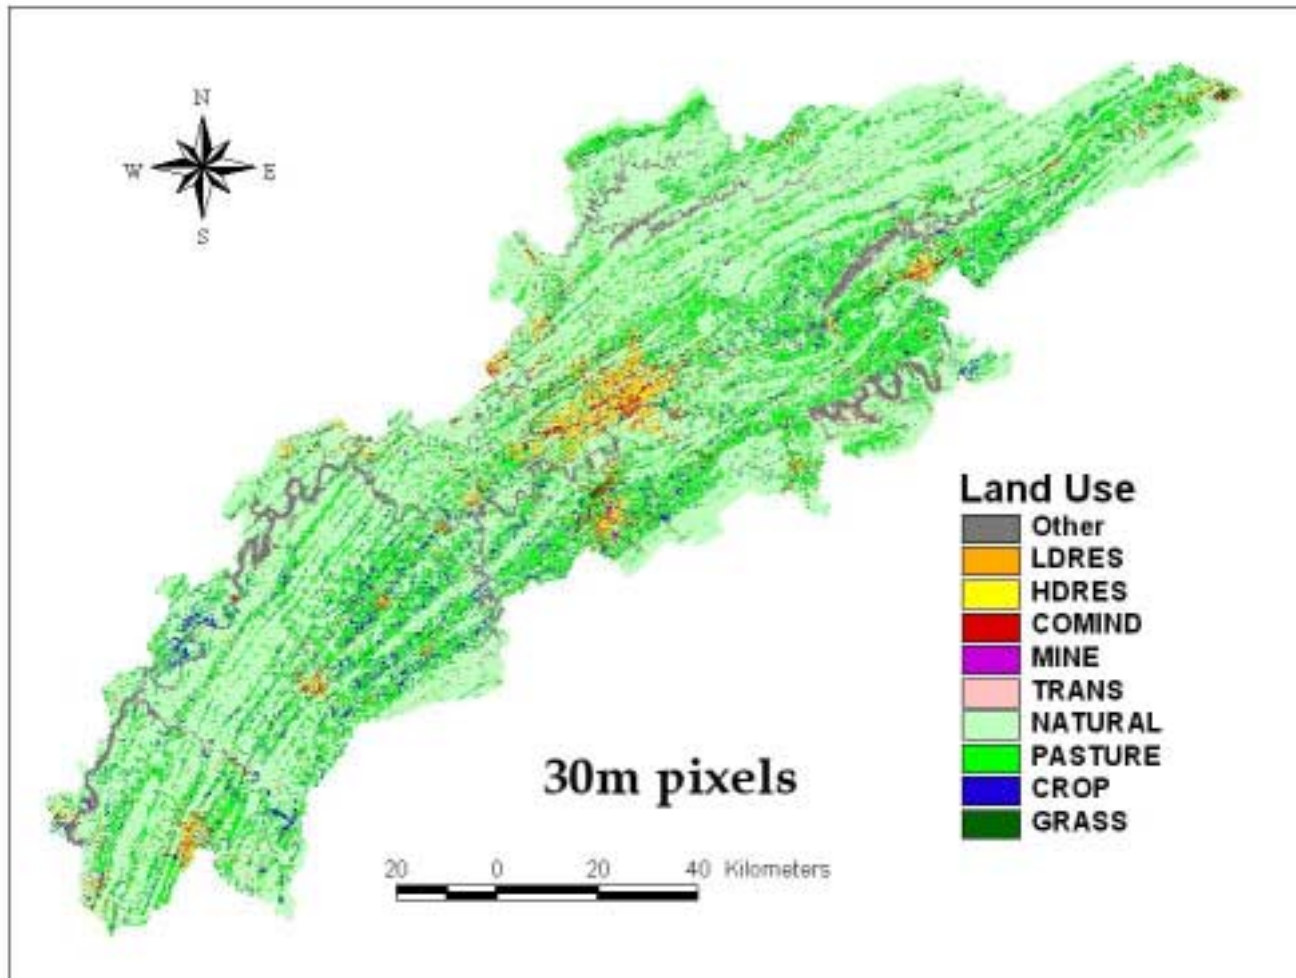 N
W E
S
Land Use
Other
LDRES
HDRES
COMIND
MINE
TRANS
NATURAL
PASTURE
CROP
GRASS
30m pixels
20 0 20 40 Kilometers